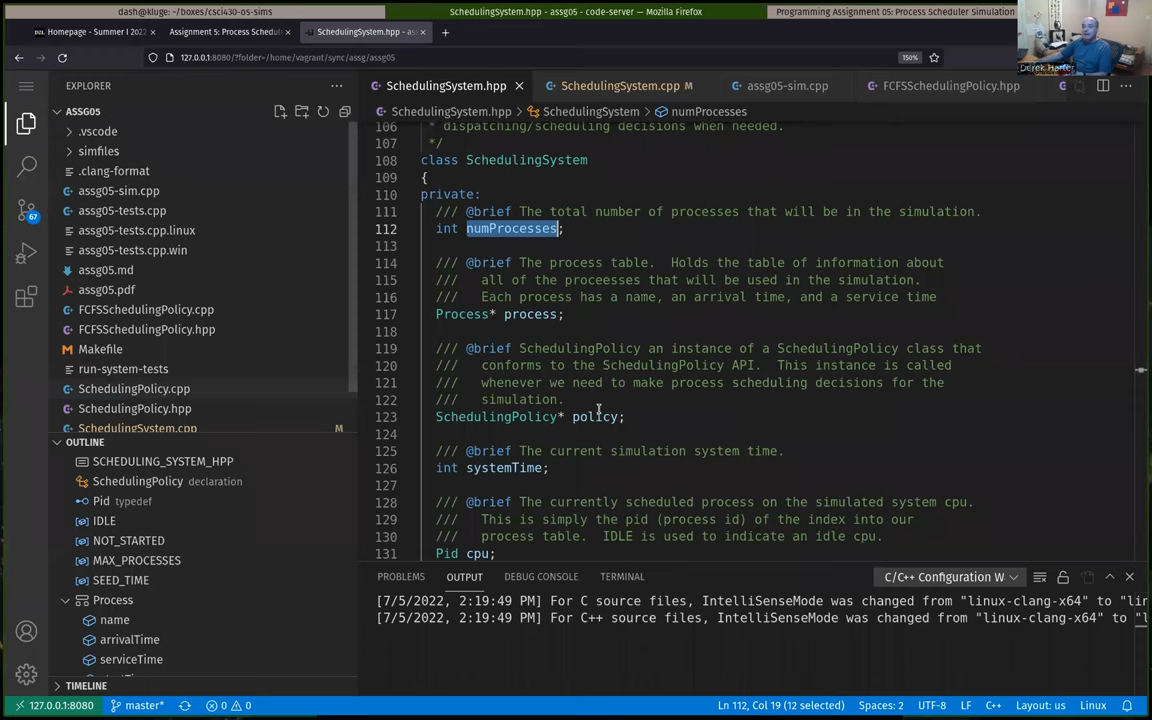 dash@kluge: ~/boxes/csci430-os-sims
SchedulingSystem.hpp - assg05 - code-server — Mozilla Firefox
Programming Assignment 05: Process Scheduler Simulation
Homepage - Summer I 2022
Assignment 5: Process Schedul
SchedulingSystem.hpp - as
127.0.0.1:8080/?folder=/home/vagrant/sync/assg/assg05
150%
Derek Harter
EXPLORER
ASSG05
.vscode
simfiles
.clang-format
assg05-sim.cpp
assg05-tests.cpp
assg05-tests.cpp.linux
assg05-tests.cpp.win
assg05.md
assg05.pdf
FCFSSchedulingPolicy.cpp
FCFSSchedulingPolicy.hpp
Makefile
run-system-tests
SchedulingPolicy.cpp
SchedulingPolicy.hpp
SchedulingSystem.cpp M
67
OUTLINE
SCHEDULING_SYSTEM_HPP
SchedulingPolicy declaration
Pid typedef
IDLE
NOT_STARTED
MAX_PROCESSES
SEED_TIME
Process
name
arrivalTime
serviceTime
TIMELINE
SchedulingSystem.hpp
SchedulingSystem.cpp M
assg05-sim.cpp
FCFSSchedulingPolicy.hpp
SchedulingSystem.hpp > SchedulingSystem > numProcesses
106 * dispatching/scheduling decisions when needed.
107 */
108 class SchedulingSystem
109 {
110 private:
111 /// @brief The total number of processes that will be in the simulation.
112 int numProcesses;
113
114 /// @brief The process table.  Holds the table of information about
115 ///   all of the proceesses that will be used in the simulation.
116 ///   Each process has a name, an arrival time, and a service time
117 Process* process;
118
119 /// @brief SchedulingPolicy an instance of a SchedulingPolicy class that
120 ///   conforms to the SchedulingPolicy API.  This instance is called
121 ///   whenever we need to make process scheduling decisions for the
122 ///   simulation.
123 SchedulingPolicy* policy;
124
125 /// @brief The current simulation system time.
126 int systemTime;
127
128 /// @brief The currently scheduled process on the simulated system cpu.
129 ///   This is simply the pid (process id) of the index into our
130 ///   process table.  IDLE is used to indicate an idle cpu.
131 Pid cpu;
PROBLEMS OUTPUT DEBUG CONSOLE TERMINAL
C/C++ Configuration W
[7/5/2022, 2:19:49 PM] For C source files, IntelliSenseMode was changed from "linux-clang-x64" to "lin
[7/5/2022, 2:19:49 PM] For C++ source files, IntelliSenseMode was changed from "linux-clang-x64" to "l
127.0.0.1:8080 master* 0 0 Ln 112, Col 19 (12 selected) Spaces: 2 UTF-8 LF C++ Layout: us Linux